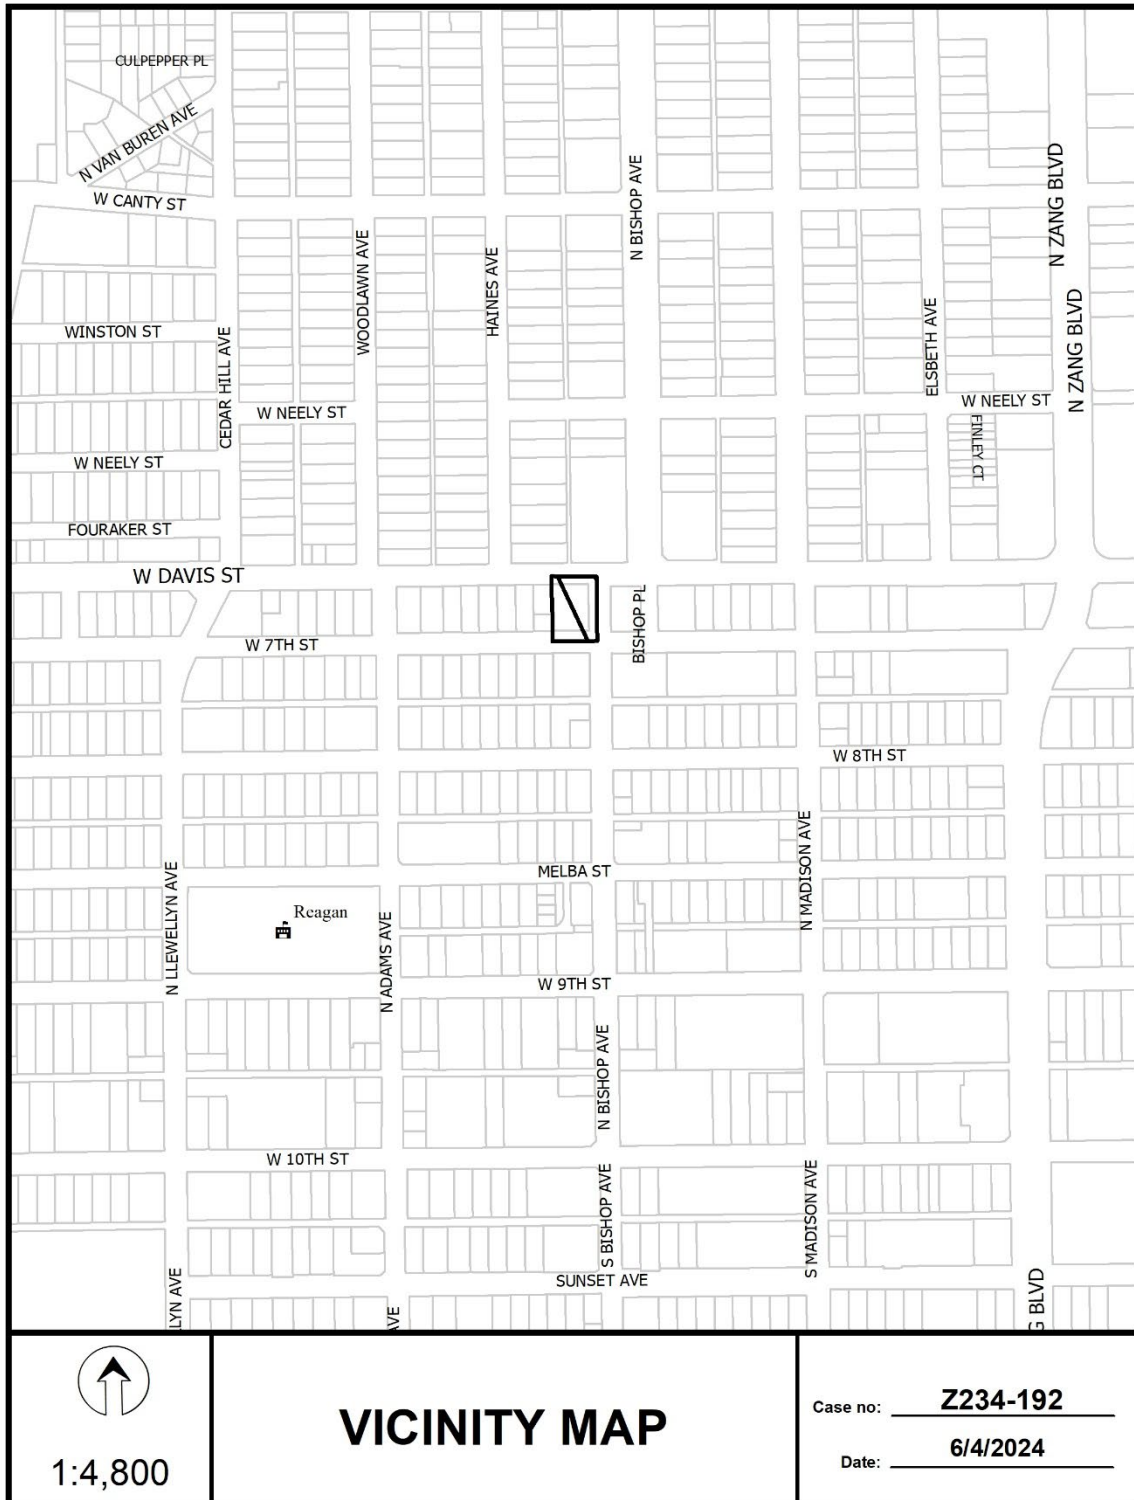 CULPEPPER PL
N VAN BUREN AVE
W CANTY ST
N BISHOP AVE
N ZANG BLVD
WOODLAWN AVE
HAINES AVE
WINSTON ST
CEDAR HILL AVE
ELSBETH AVE
N ZANG BLVD
W NEELY ST
W NEELY ST
FINLEY CT
W NEELY ST
FOURAKER ST
W DAVIS ST
BISHOP PL
W 7TH ST
W 8TH ST
N MADISON AVE
MELBA ST
N LLEWELLYN AVE
Reagan
N ADAMS AVE
W 9TH ST
N BISHOP AVE
W 10TH ST
S BISHOP AVE
S MADISON AVE
SUNSET AVE
LYN AVE
AVE
G BLVD
1:4,800
VICINITY MAP
Case no: Z234-192
Date: 6/4/2024